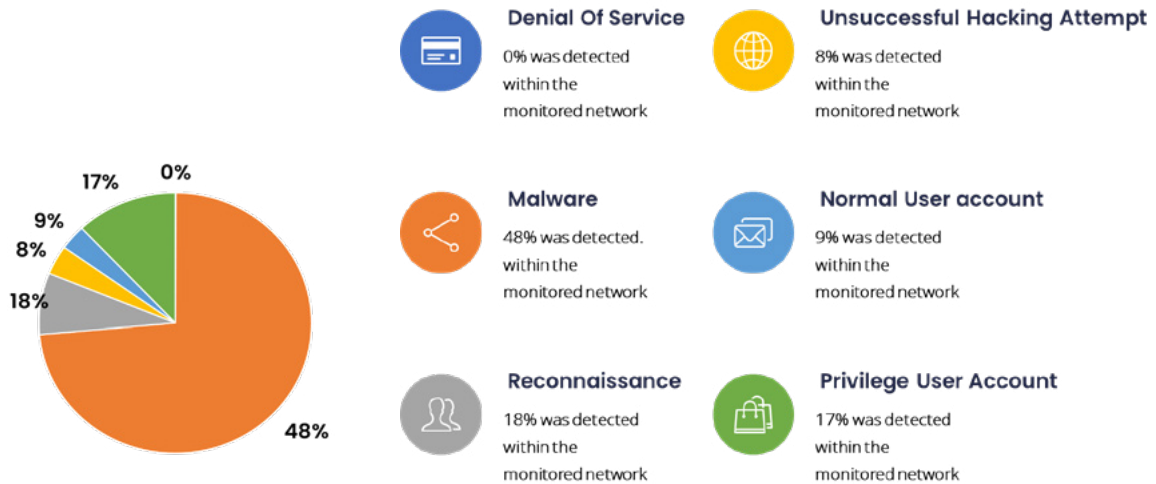 0%
17%
9%
8%
18%
48%
Denial Of Service
0% was detected
within the
monitored network
Unsuccessful Hacking Attempt
8% was detected
within the
monitored network
Malware
48% was detected.
within the
monitored network
Normal User account
9% was detected
within the
monitored network
Reconnaissance
18% was detected
within the
monitored network
Privilege User Account
17% was detected
within the
monitored network